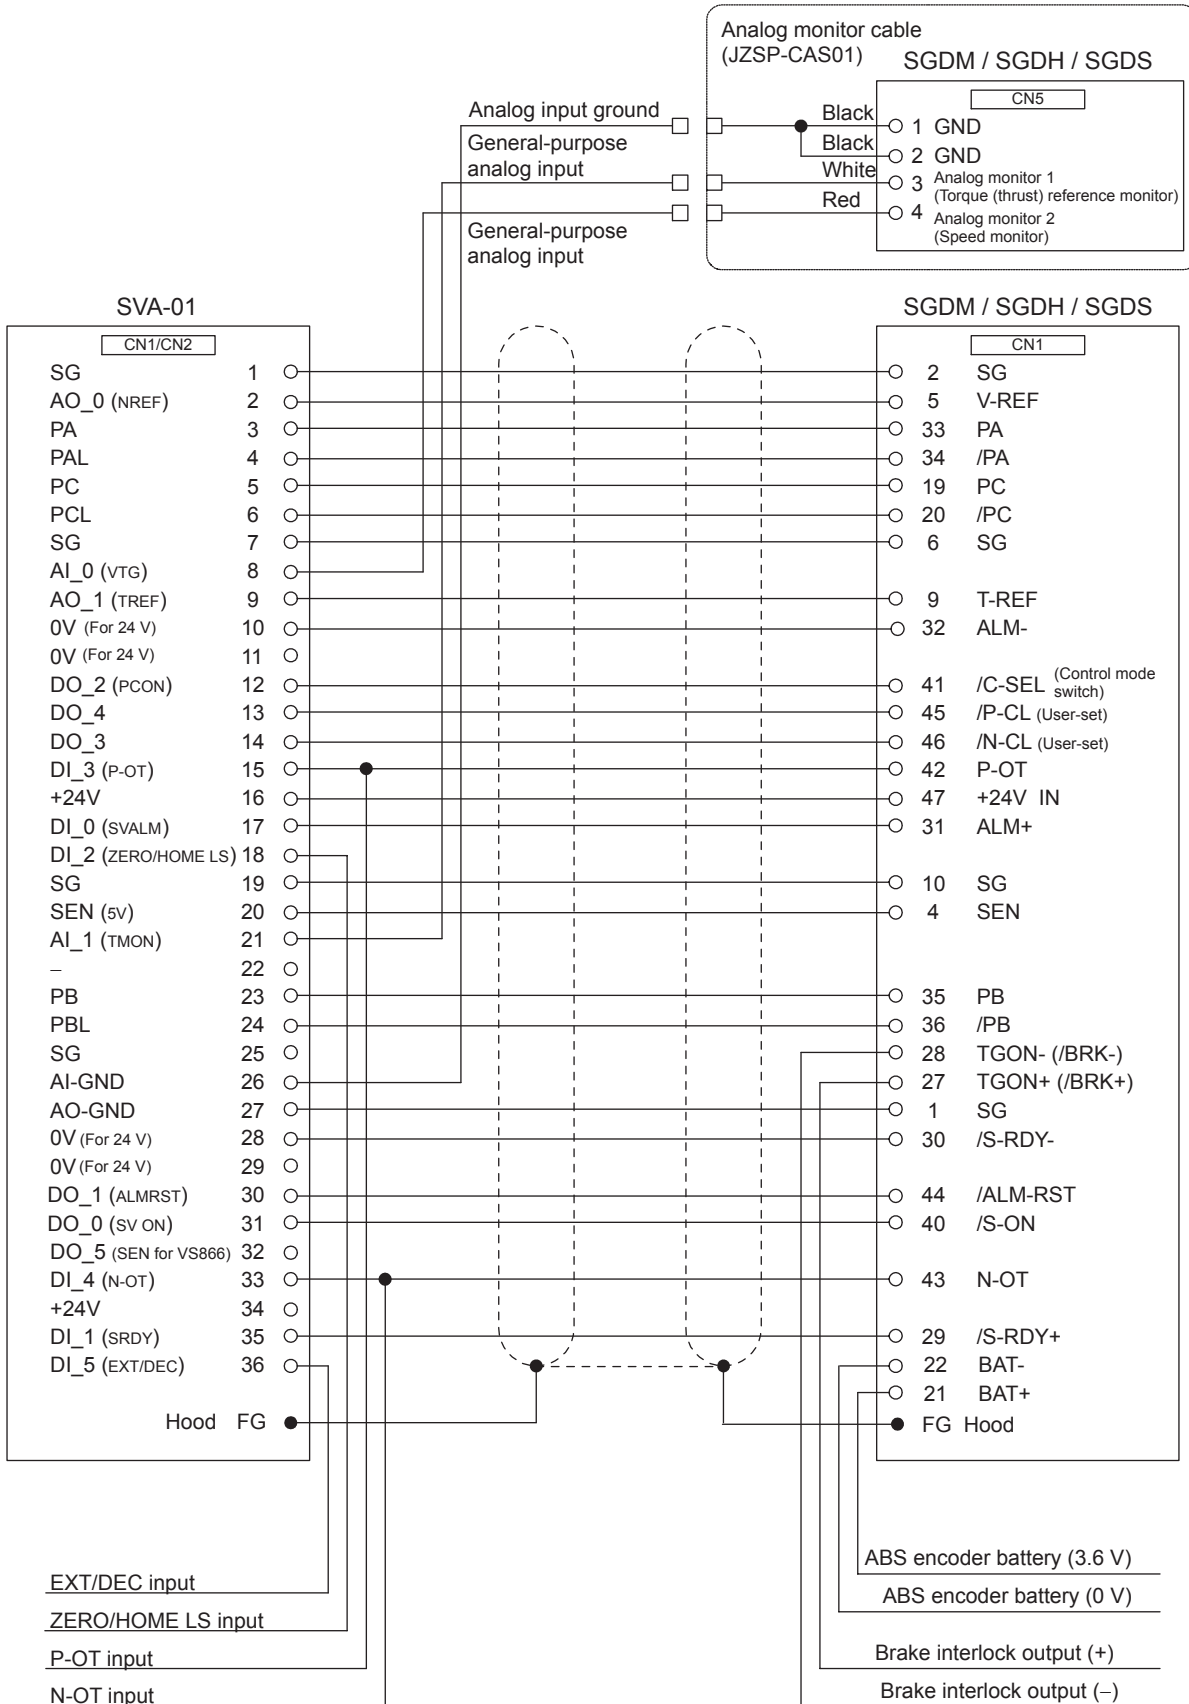 Analog monitor cable
(JZSP-CAS01)
SGDM / SGDH / SGDS
CN5
Analog input ground
Black
1 GND
General-purpose
analog input
Black
2 GND
White
3 Analog monitor 1
(Torque (thrust) reference monitor)
Red
4 Analog monitor 2
(Speed monitor)
General-purpose
analog input
SVA-01
SGDM / SGDH / SGDS
CN1/CN2
CN1
SG 1 2 SG
AO_0 (NREF) 2 5 V-REF
PA 3 33 PA
PAL 4 34 /PA
PC 5 19 PC
PCL 6 20 /PC
SG 7 6 SG
AI_0 (VTG) 8
AO_1 (TREF) 9 9 T-REF
0V (For 24 V) 10 32 ALM-
0V (For 24 V) 11
DO_2 (PCON) 12 41 /C-SEL (Control mode
switch)
DO_4 13 45 /P-CL (User-set)
DO_3 14 46 /N-CL (User-set)
DI_3 (P-OT) 15 42 P-OT
+24V 16 47 +24V IN
DI_0 (SVALM) 17 31 ALM+
DI_2 (ZERO/HOME LS) 18
SG 19 10 SG
SEN (5V) 20 4 SEN
AI_1 (TMON) 21
– 22
PB 23 35 PB
PBL 24 36 /PB
SG 25 28 TGON- (/BRK-)
AI-GND 26 27 TGON+ (/BRK+)
AO-GND 27 1 SG
0V (For 24 V) 28 30 /S-RDY-
0V (For 24 V) 29
DO_1 (ALMRST) 30 44 /ALM-RST
DO_0 (SV ON) 31 40 /S-ON
DO_5 (SEN for VS866) 32
DI_4 (N-OT) 33 43 N-OT
+24V 34
DI_1 (SRDY) 35 29 /S-RDY+
DI_5 (EXT/DEC) 36 22 BAT-
21 BAT+
Hood FG FG Hood
ABS encoder battery (3.6 V)
EXT/DEC input
ABS encoder battery (0 V)
ZERO/HOME LS input
P-OT input
Brake interlock output (+)
N-OT input
Brake interlock output (−)